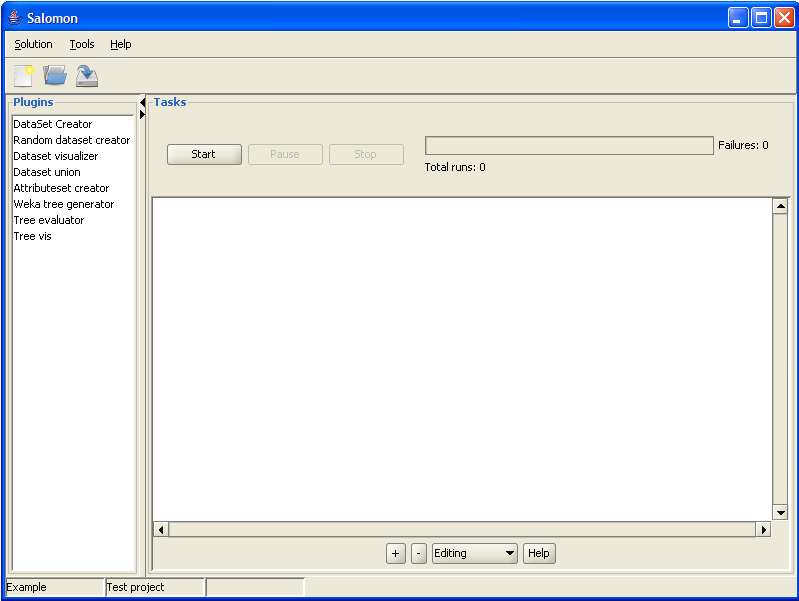 Salomon
Solution Tools Help
Plugins
DataSet Creator
Random dataset creator
Dataset visualizer
Dataset union
Attributeset creator
Weka tree generator
Tree evaluator
Tree vis
Tasks
Start Pause Stop
Failures: 0
Total runs: 0
+ - Editing Help
Example Test project